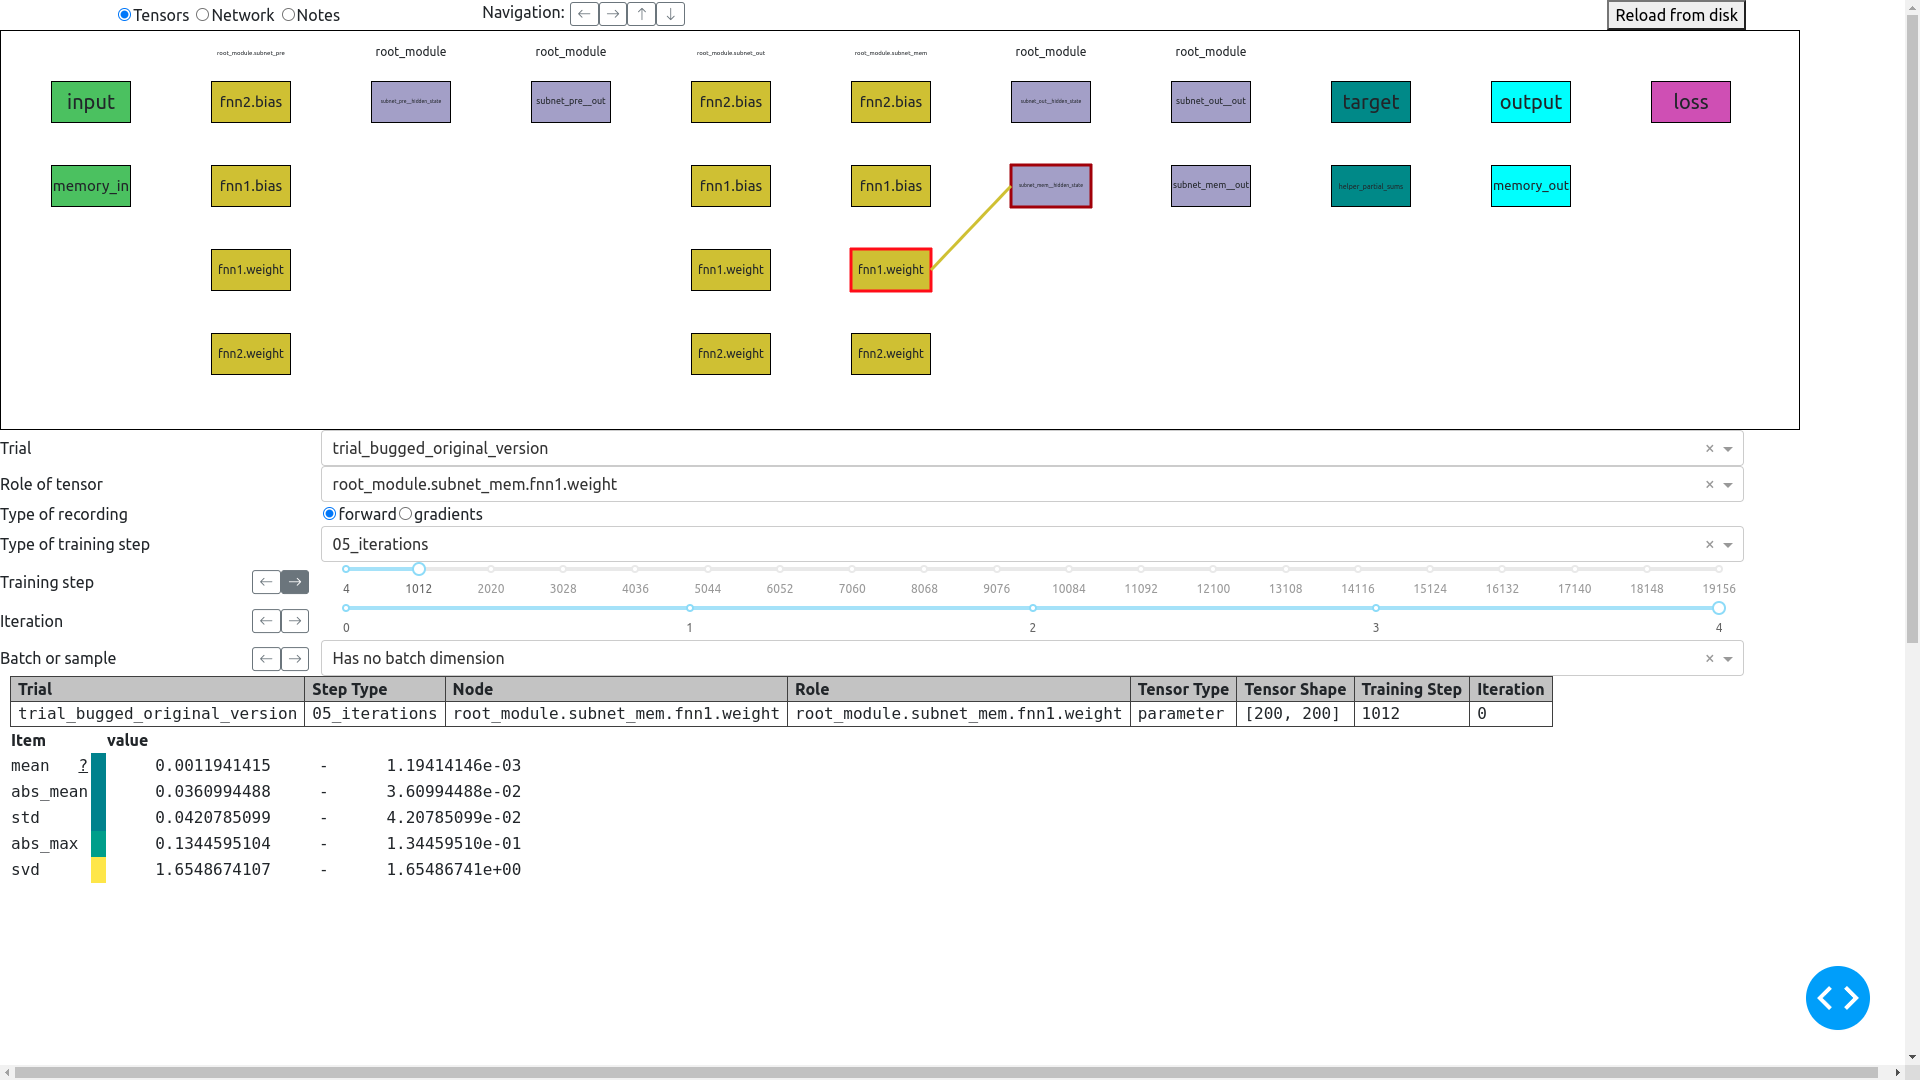 Tensors Network Notes Navigation: ← → ↑ ↓ Reload from disk
root_module.subnet_pre root_module root_module root_module.subnet_out root_module.subnet_mem root_module root_module
input fnn2.bias subnet_pre__hidden_state subnet_pre__out fnn2.bias fnn2.bias subnet_out__hidden_state subnet_out__out target output loss
memory_in fnn1.bias fnn1.bias fnn1.bias subnet_mem__hidden_state subnet_mem__out helper_partial_sums memory_out
fnn1.weight fnn1.weight fnn1.weight
fnn2.weight fnn2.weight fnn2.weight
Trial trial_bugged_original_version × 
Role of tensor root_module.subnet_mem.fnn1.weight ×
Type of recording forward gradients
Type of training step 05_iterations ×
Training step ← → 4 1012 2020 3028 4036 5044 6052 7060 8068 9076 10084 11092 12100 13108 14116 15124 16132 17140 18148 19156
Iteration ← → 0 1 2 3 4
Batch or sample ← → Has no batch dimension ×
Trial Step Type Node Role Tensor Type Tensor Shape Training Step Iteration
trial_bugged_original_version 05_iterations root_module.subnet_mem.fnn1.weight root_module.subnet_mem.fnn1.weight parameter [200, 200] 1012 0
Item value
mean ? 0.0011941415 - 1.19414146e-03
abs_mean 0.0360994488 - 3.60994488e-02
std 0.0420785099 - 4.20785099e-02
abs_max 0.1344595104 - 1.34459510e-01
svd 1.6548674107 - 1.65486741e+00